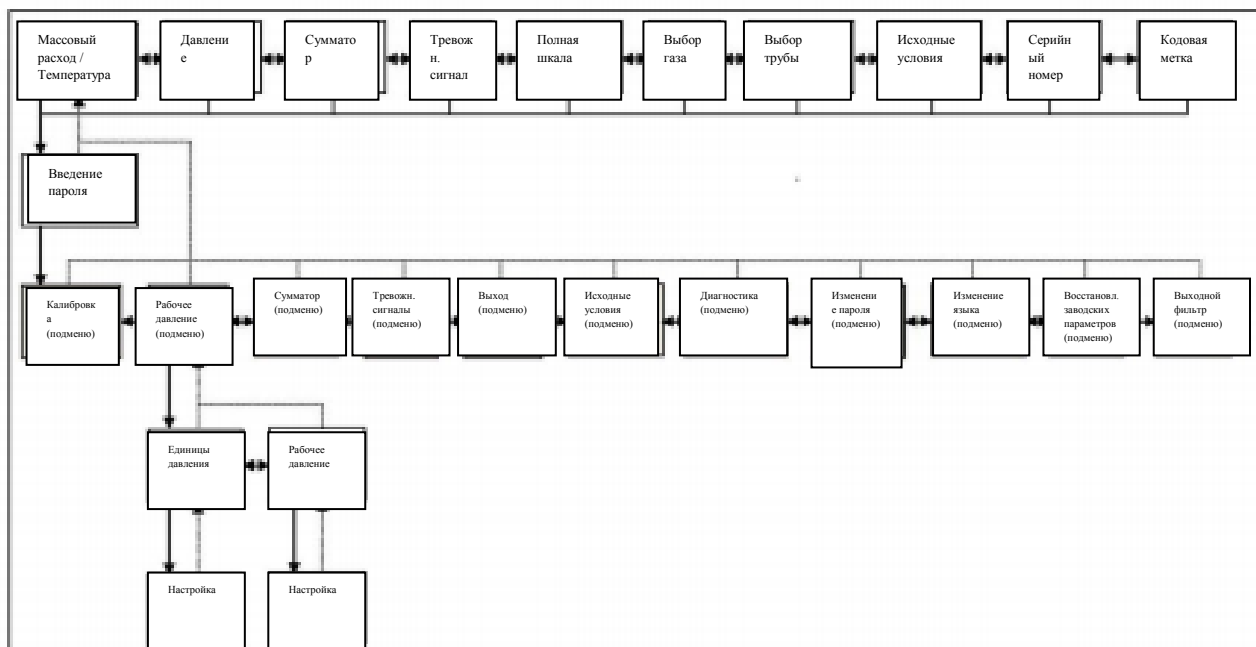 Массовый
расход /
Температура
Давлени
е
Суммато
р
Тревож
н.
сигнал
Полная
шкала
Выбор
газа
Выбор
трубы
Исходные
условия
Серийн
ый
номер
Кодовая
метка
Введение
пароля
Калибровк
а
(подменю)
Рабочее
давление
(подменю)
Сумматор
(подменю)
Тревожн.
сигналы
(подменю)
Выход
(подменю)
Исходные
условия
(подменю)
Диагностика
(подменю)
Изменени
е пароля
(подменю)
Изменение
языка
(подменю)
Восстановл.
заводских
параметров
(подменю)
Выходной
фильтр
(подменю)
Единицы
давления
Рабочее
давление
Настройка
Настройка